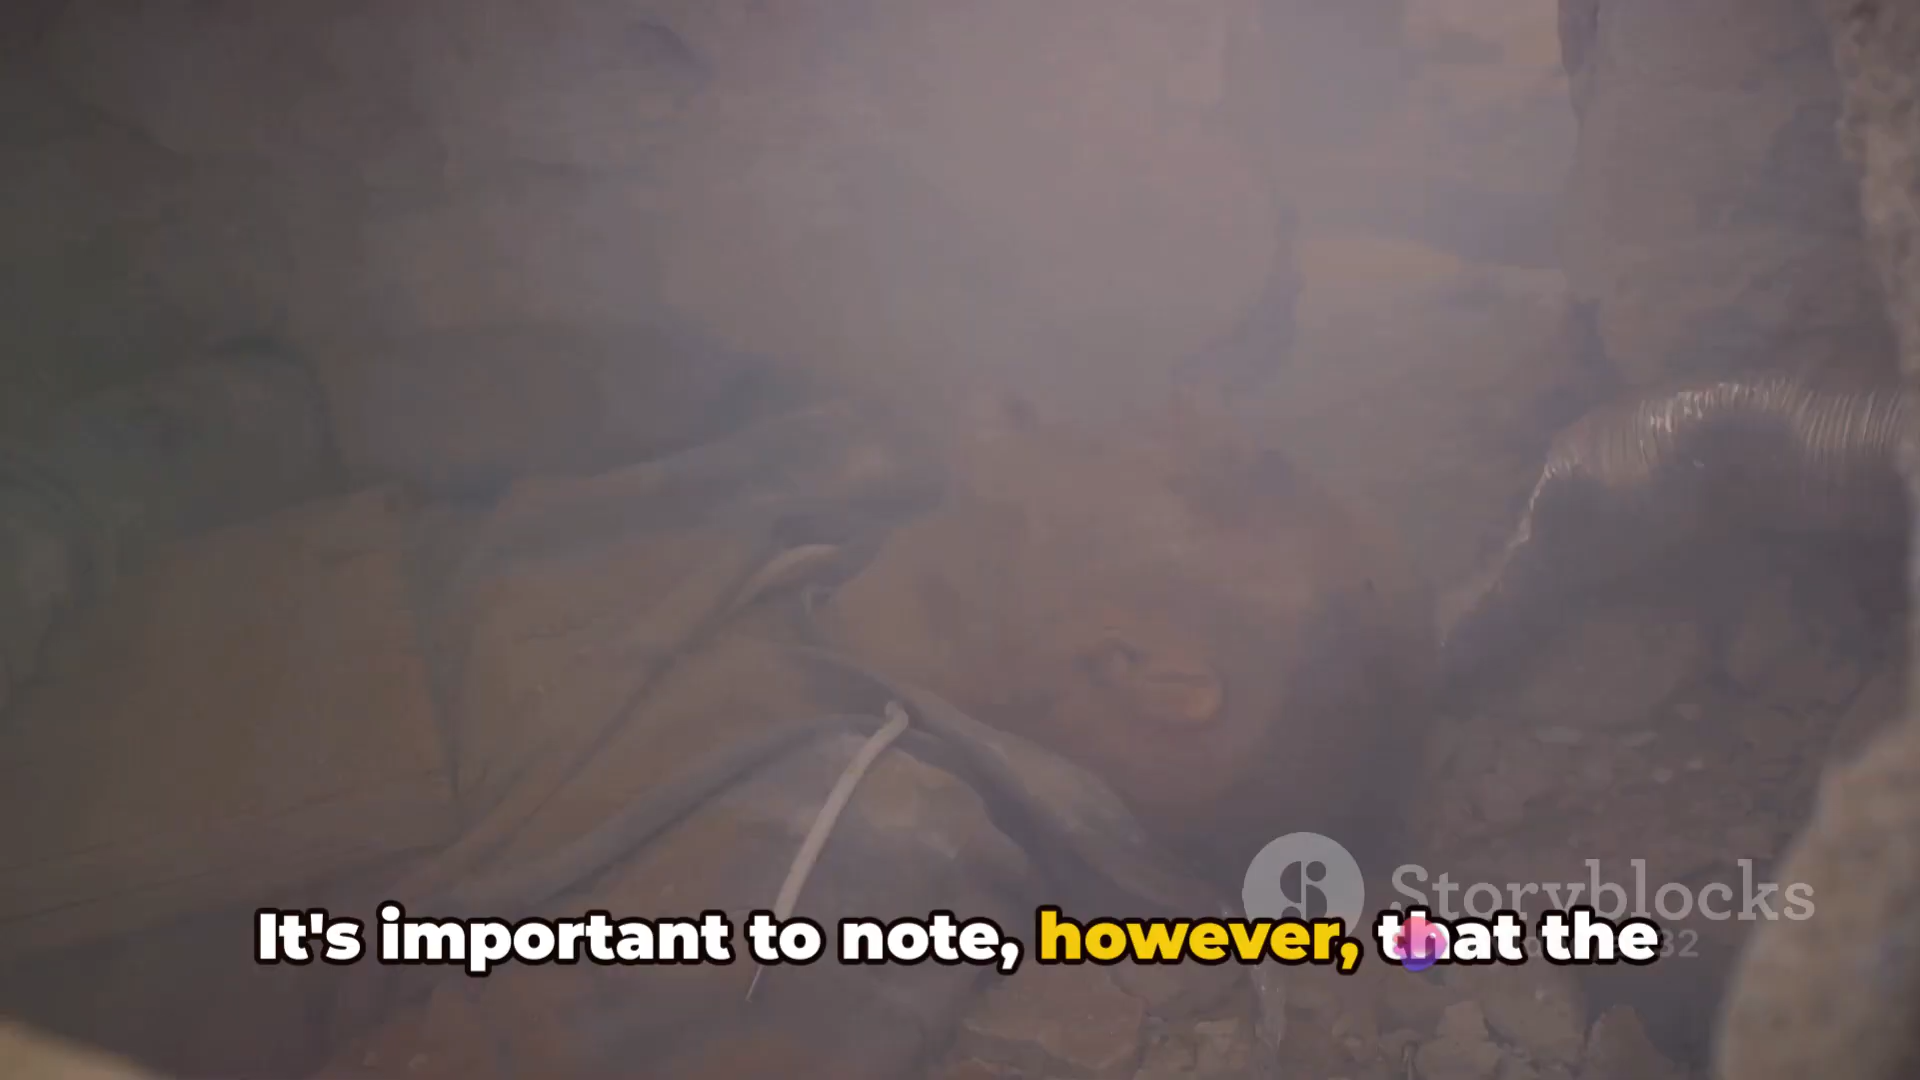 Storyblocks
It's important to note, however, that the